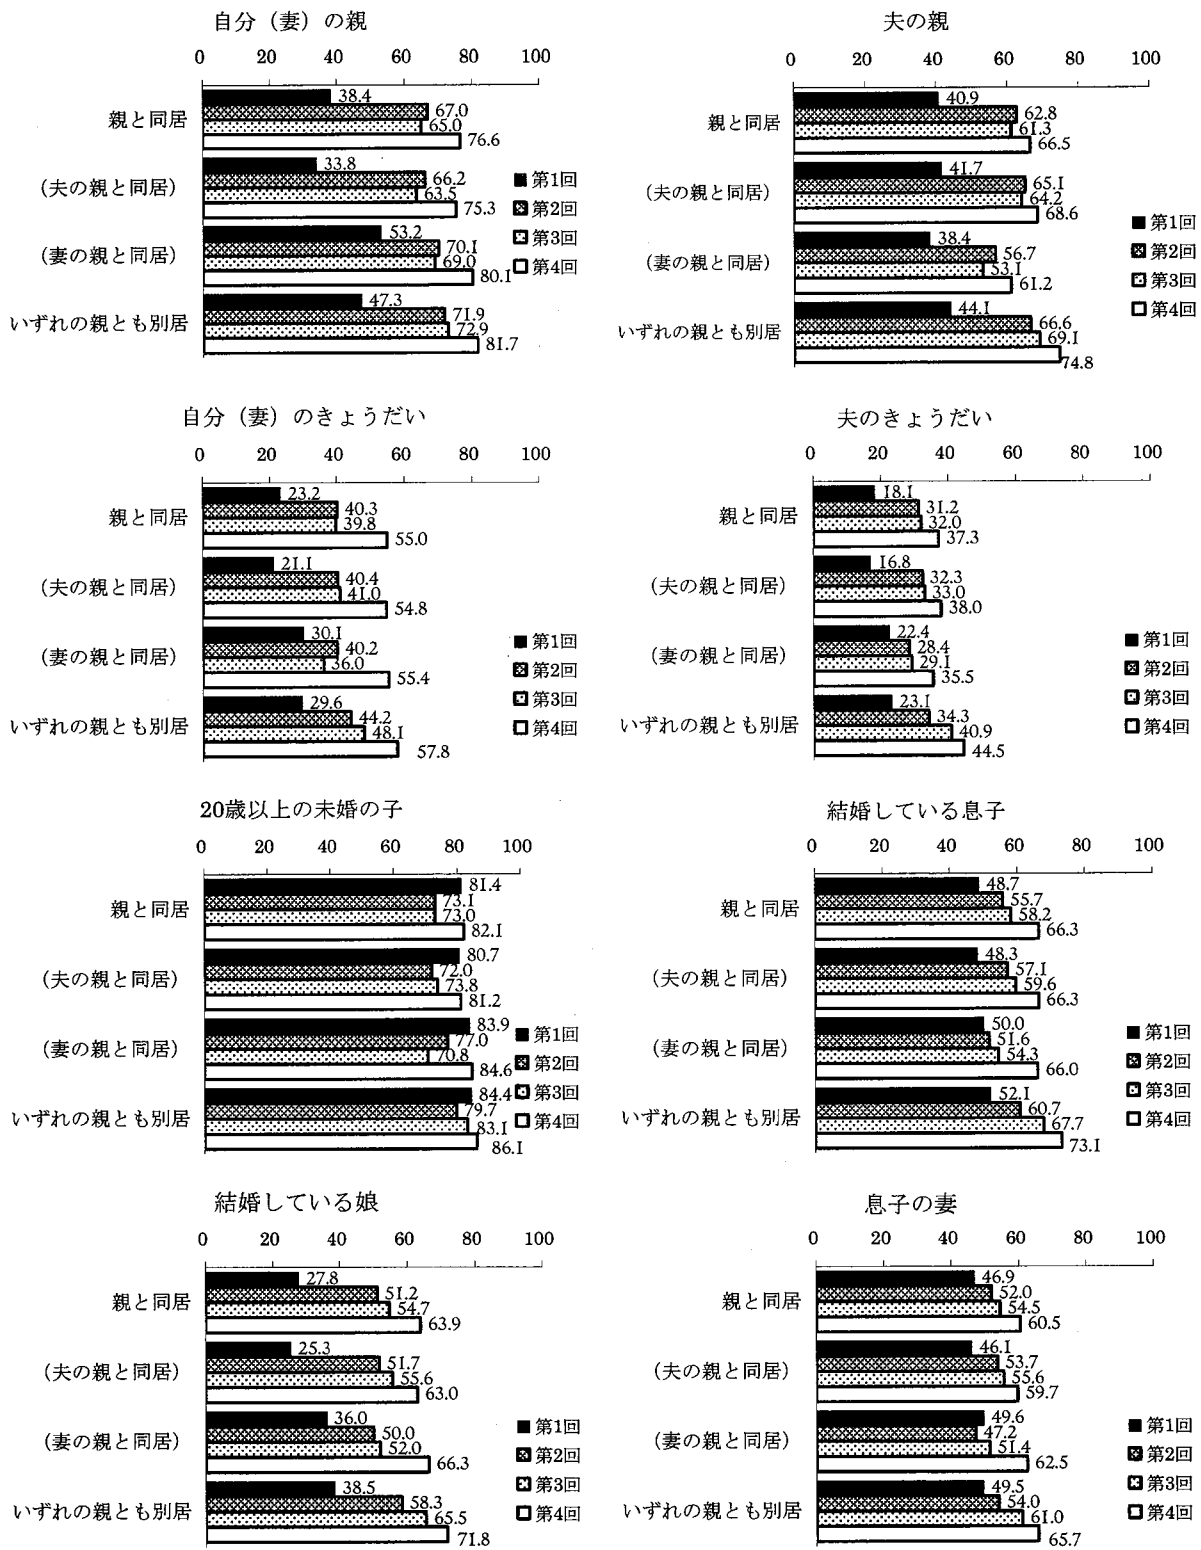 自分（妻）の親
0 20 40 60 80 100
親と同居
38.4
67.0
65.0
76.6
（夫の親と同居）
33.8
66.2
63.5
75.3
（妻の親と同居）
53.2
70.1
69.0
80.1
いずれの親とも別居
47.3
71.9
72.9
81.7
■第1回
第2回
第3回
□第4回
夫の親
0 20 40 60 80 100
親と同居
40.9
62.8
61.3
66.5
（夫の親と同居）
41.7
65.1
64.2
68.6
（妻の親と同居）
38.4
56.7
53.1
61.2
いずれの親とも別居
44.1
66.6
69.1
74.8
■第1回
第2回
第3回
□第4回
自分（妻）のきょうだい
0 20 40 60 80 100
親と同居
23.2
40.3
39.8
55.0
（夫の親と同居）
21.1
40.4
41.0
54.8
（妻の親と同居）
30.1
40.2
36.0
55.4
いずれの親とも別居
29.6
44.2
48.1
57.8
■第1回
第2回
第3回
□第4回
夫のきょうだい
0 20 40 60 80 100
親と同居
18.1
31.2
32.0
37.3
（夫の親と同居）
16.8
32.3
33.0
38.0
（妻の親と同居）
22.4
28.4
29.1
35.5
いずれの親とも別居
23.1
34.3
40.9
44.5
■第1回
第2回
第3回
□第4回
20歳以上の未婚の子
0 20 40 60 80 100
親と同居
81.4
73.1
73.0
82.1
（夫の親と同居）
80.7
72.0
73.8
81.2
（妻の親と同居）
83.9
77.0
70.8
84.6
いずれの親とも別居
84.4
79.7
83.1
86.1
■第1回
第2回
第3回
□第4回
結婚している息子
0 20 40 60 80 100
親と同居
48.7
55.7
58.2
66.3
（夫の親と同居）
48.3
57.1
59.6
66.3
（妻の親と同居）
50.0
51.6
54.3
66.0
いずれの親とも別居
52.1
60.7
67.7
73.1
■第1回
第2回
第3回
□第4回
結婚している娘
0 20 40 60 80 100
親と同居
27.8
51.2
54.7
63.9
（夫の親と同居）
25.3
51.7
55.6
63.0
（妻の親と同居）
36.0
50.0
52.0
66.3
いずれの親とも別居
38.5
58.3
65.5
71.8
■第1回
第2回
第3回
□第4回
息子の妻
0 20 40 60 80 100
親と同居
46.9
52.0
54.5
60.5
（夫の親と同居）
46.1
53.7
55.6
59.7
（妻の親と同居）
49.6
47.2
51.4
62.5
いずれの親とも別居
49.5
54.0
61.0
65.7
■第1回
第2回
第3回
□第4回